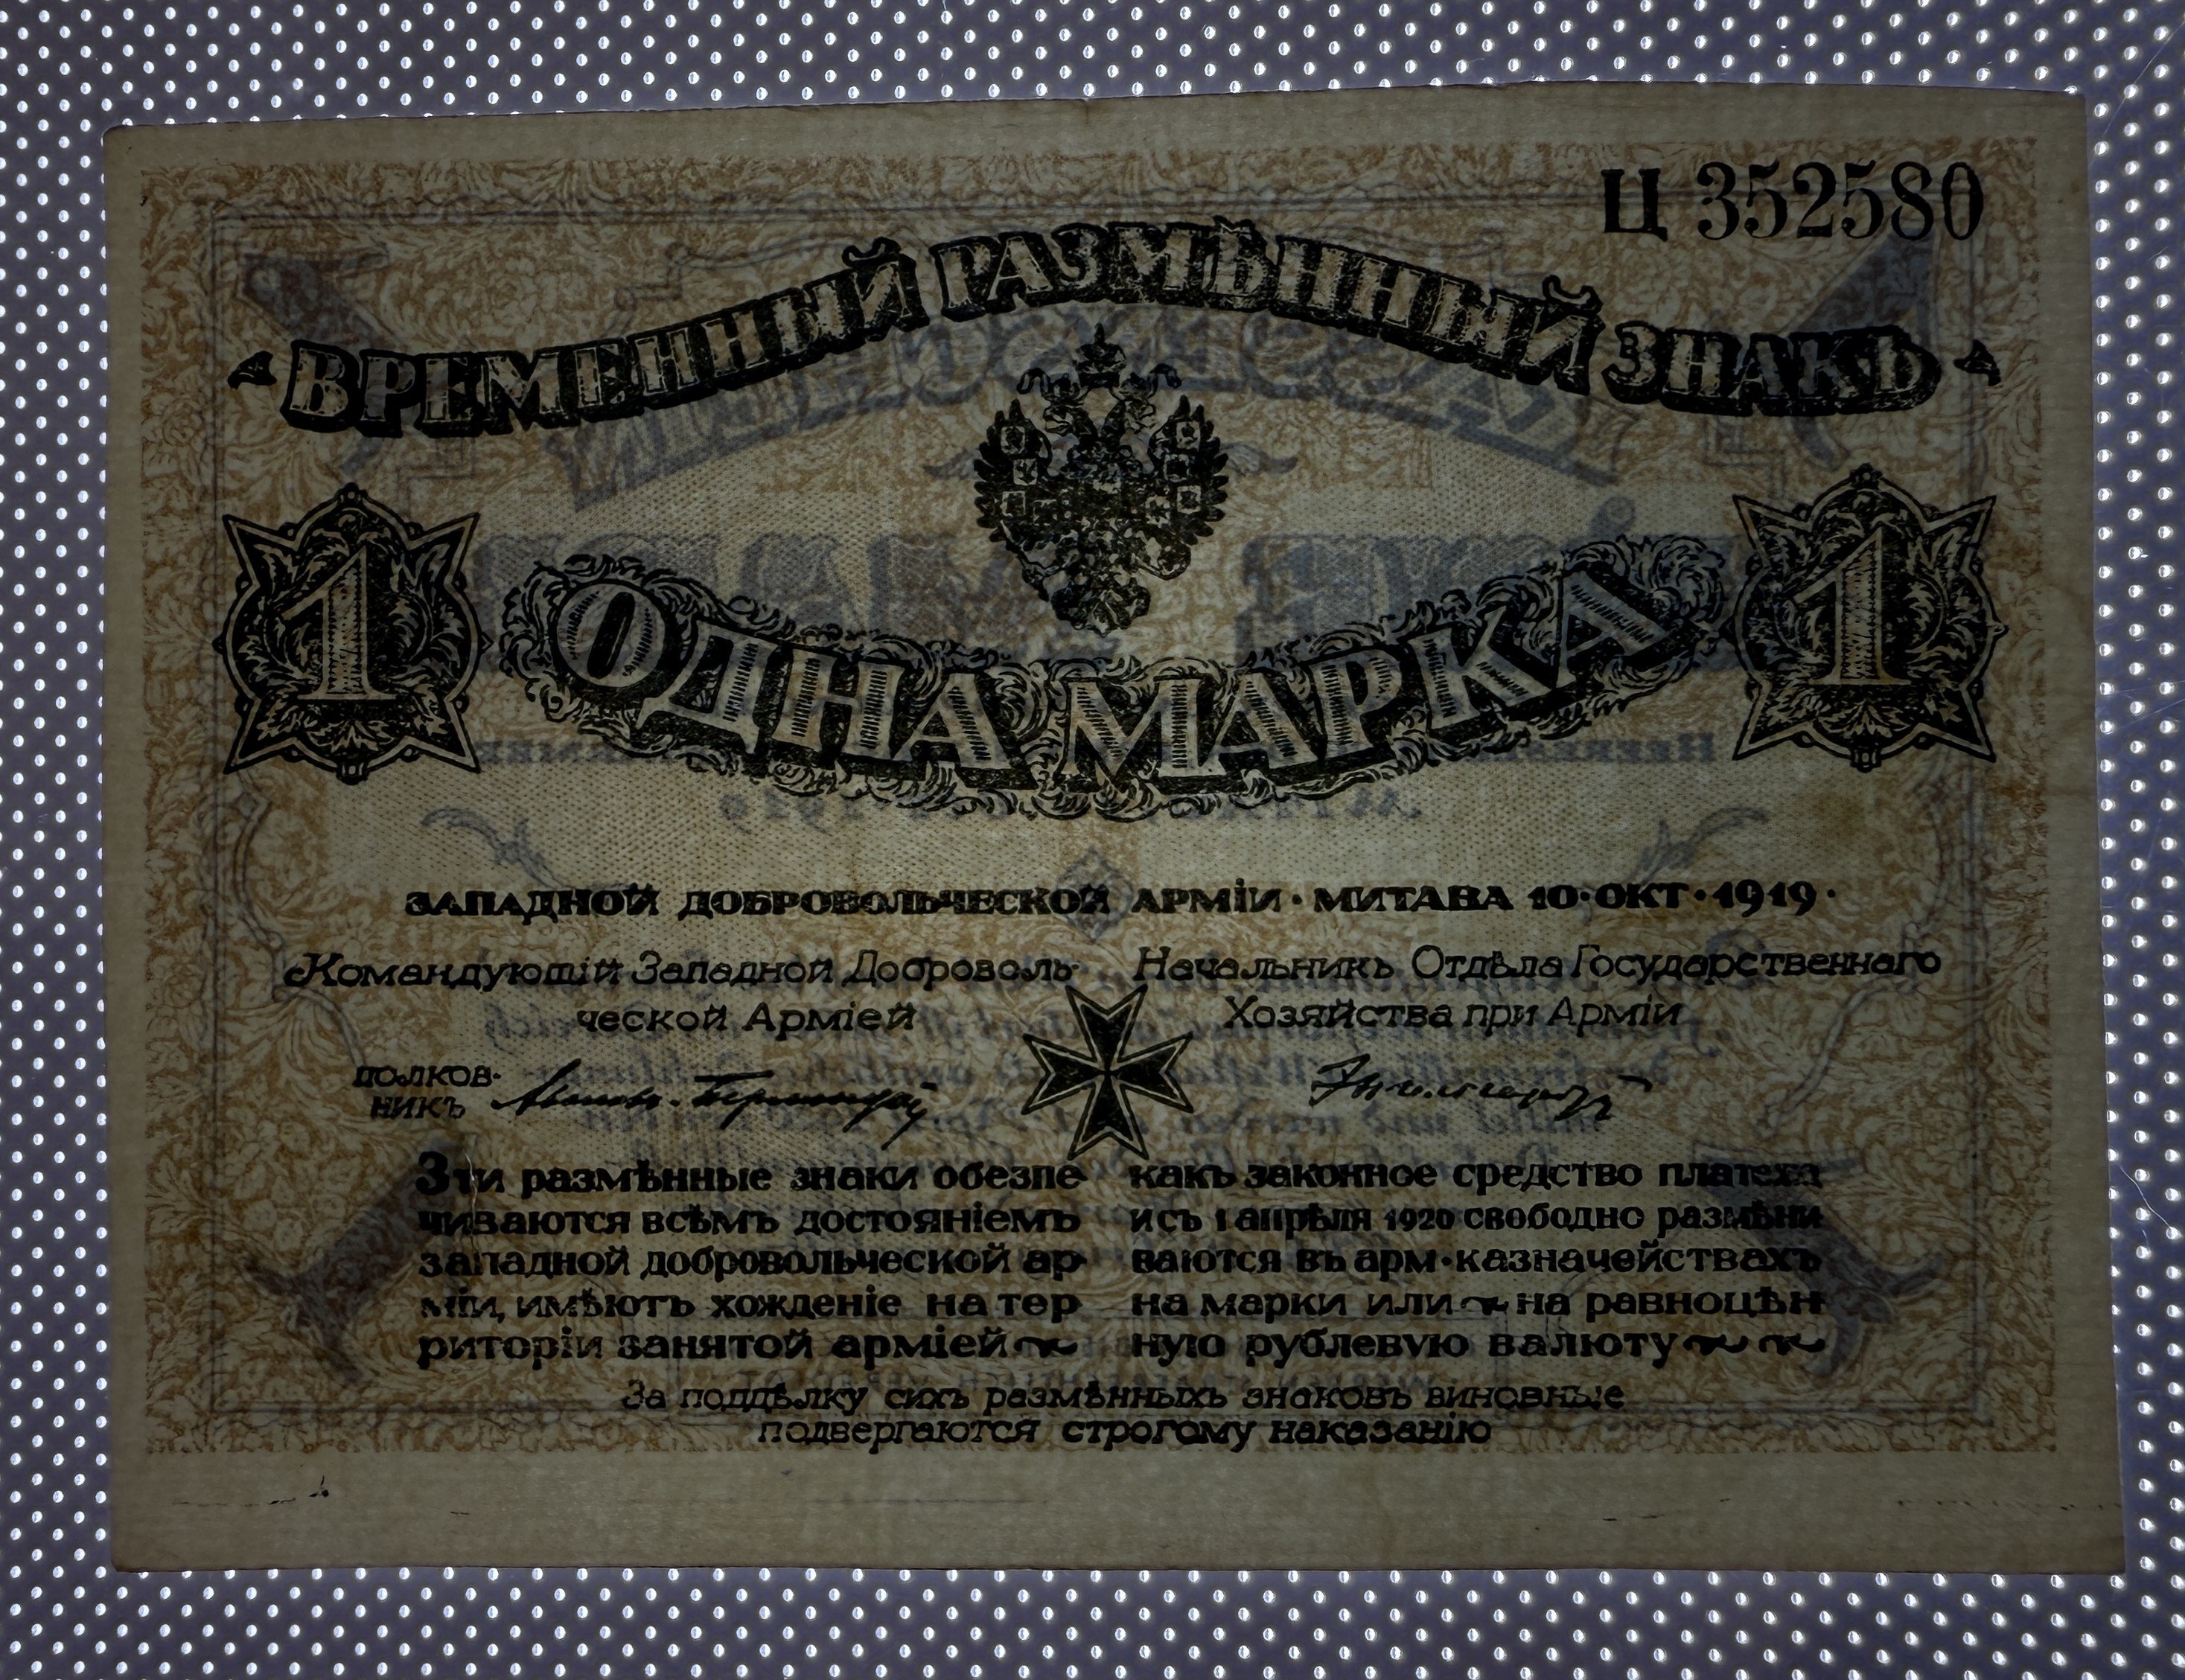 Ц 352580
ВРЕМЕННЫЙ РАЗМѢННЫЙ ЗНАКЪ
1 ОДНА МАРКА 1
ЗАПАДНОЙ ДОБРОВОЛЬЧЕСКОЙ АРМІИ · МИТАВА 10·ОКТ·1919·
Командующій Западной Доброволь-
ческой Арміей
полков-
никъ
Начальникъ Отдѣла Государственнаго
Хозяйства при Арміи
Эти размѣнные знаки обезпе-
чиваются всѣмъ достояніемъ
западной добровольческой ар-
міи, имѣютъ хожденіе на тер
риторіи занятой арміей
какъ законное средство платежа
и съ 1 апрѣля 1920 свободно размѣни
ваются въ арм·казначействахъ
на марки или на равноцѣн
ную рублевую валюту
За поддѣлку сихъ размѣнныхъ знаковъ виновные
подвергаются строгому наказанію